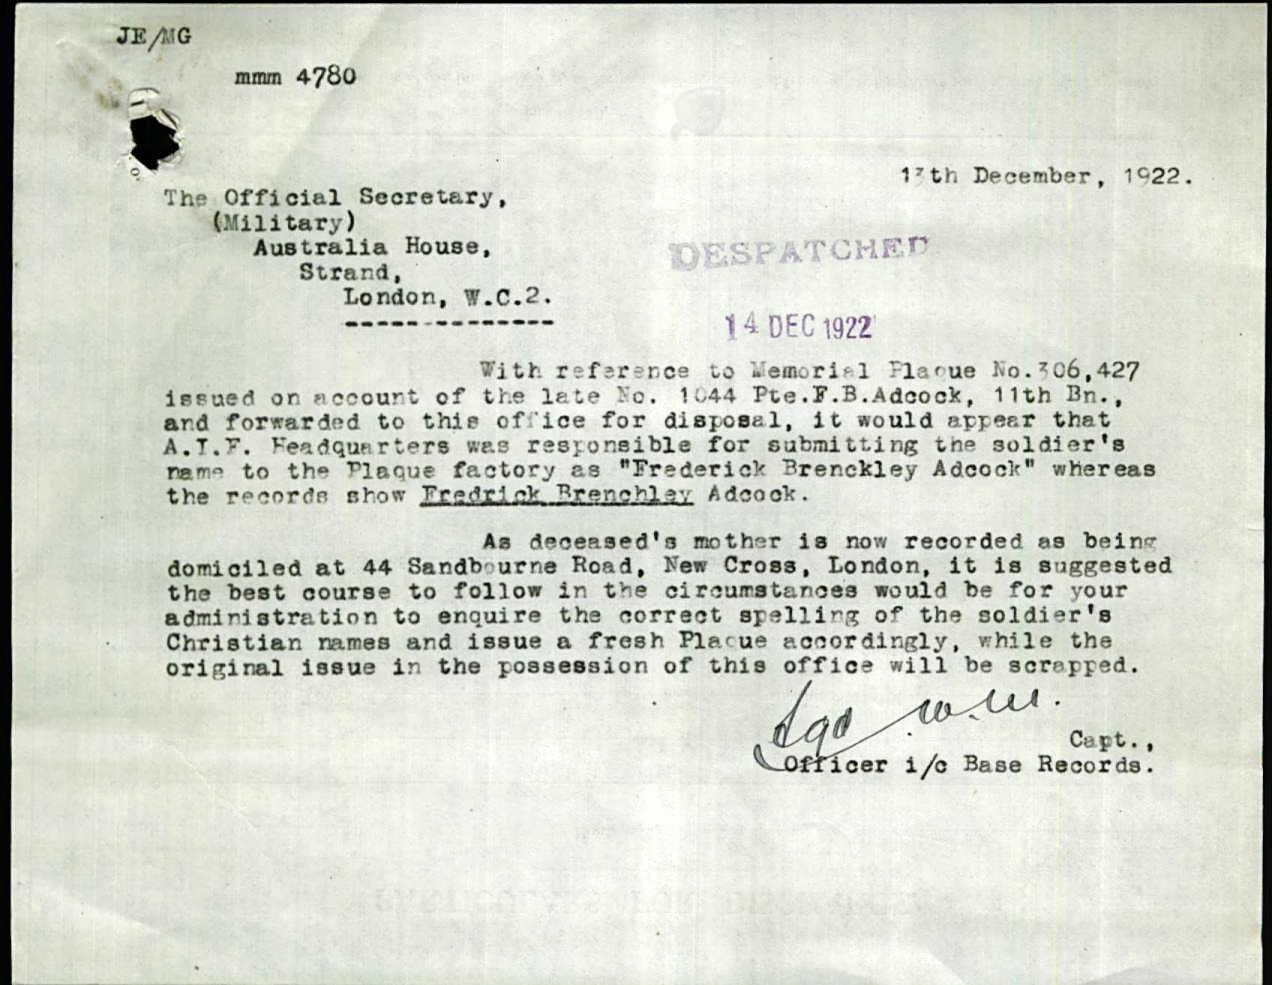 JE/MG
mmm 4780
13th December, 1922.
The Official Secretary,
(Military)
Australia House,
Strand,
London, W.C.2.
DESPATCHED
14 DEC 1922
With reference to Memorial Plaque No.306,427
issued on account of the late No. 1044 Pte.F.B.Adcock, 11th Bn.,
and forwarded to this office for disposal, it would appear that
A.I.F. Headquarters was responsible for submitting the soldier's
name to the Plaque factory as "Frederick Brenckley Adcock" whereas
the records show Fredrick Brenchley Adcock.
As deceased's mother is now recorded as being
domiciled at 44 Sandbourne Road, New Cross, London, it is suggested
the best course to follow in the circumstances would be for your
administration to enquire the correct spelling of the soldier's
Christian names and issue a fresh Plaque accordingly, while the
original issue in the possession of this office will be scrapped.
Capt.,
Officer i/c Base Records.